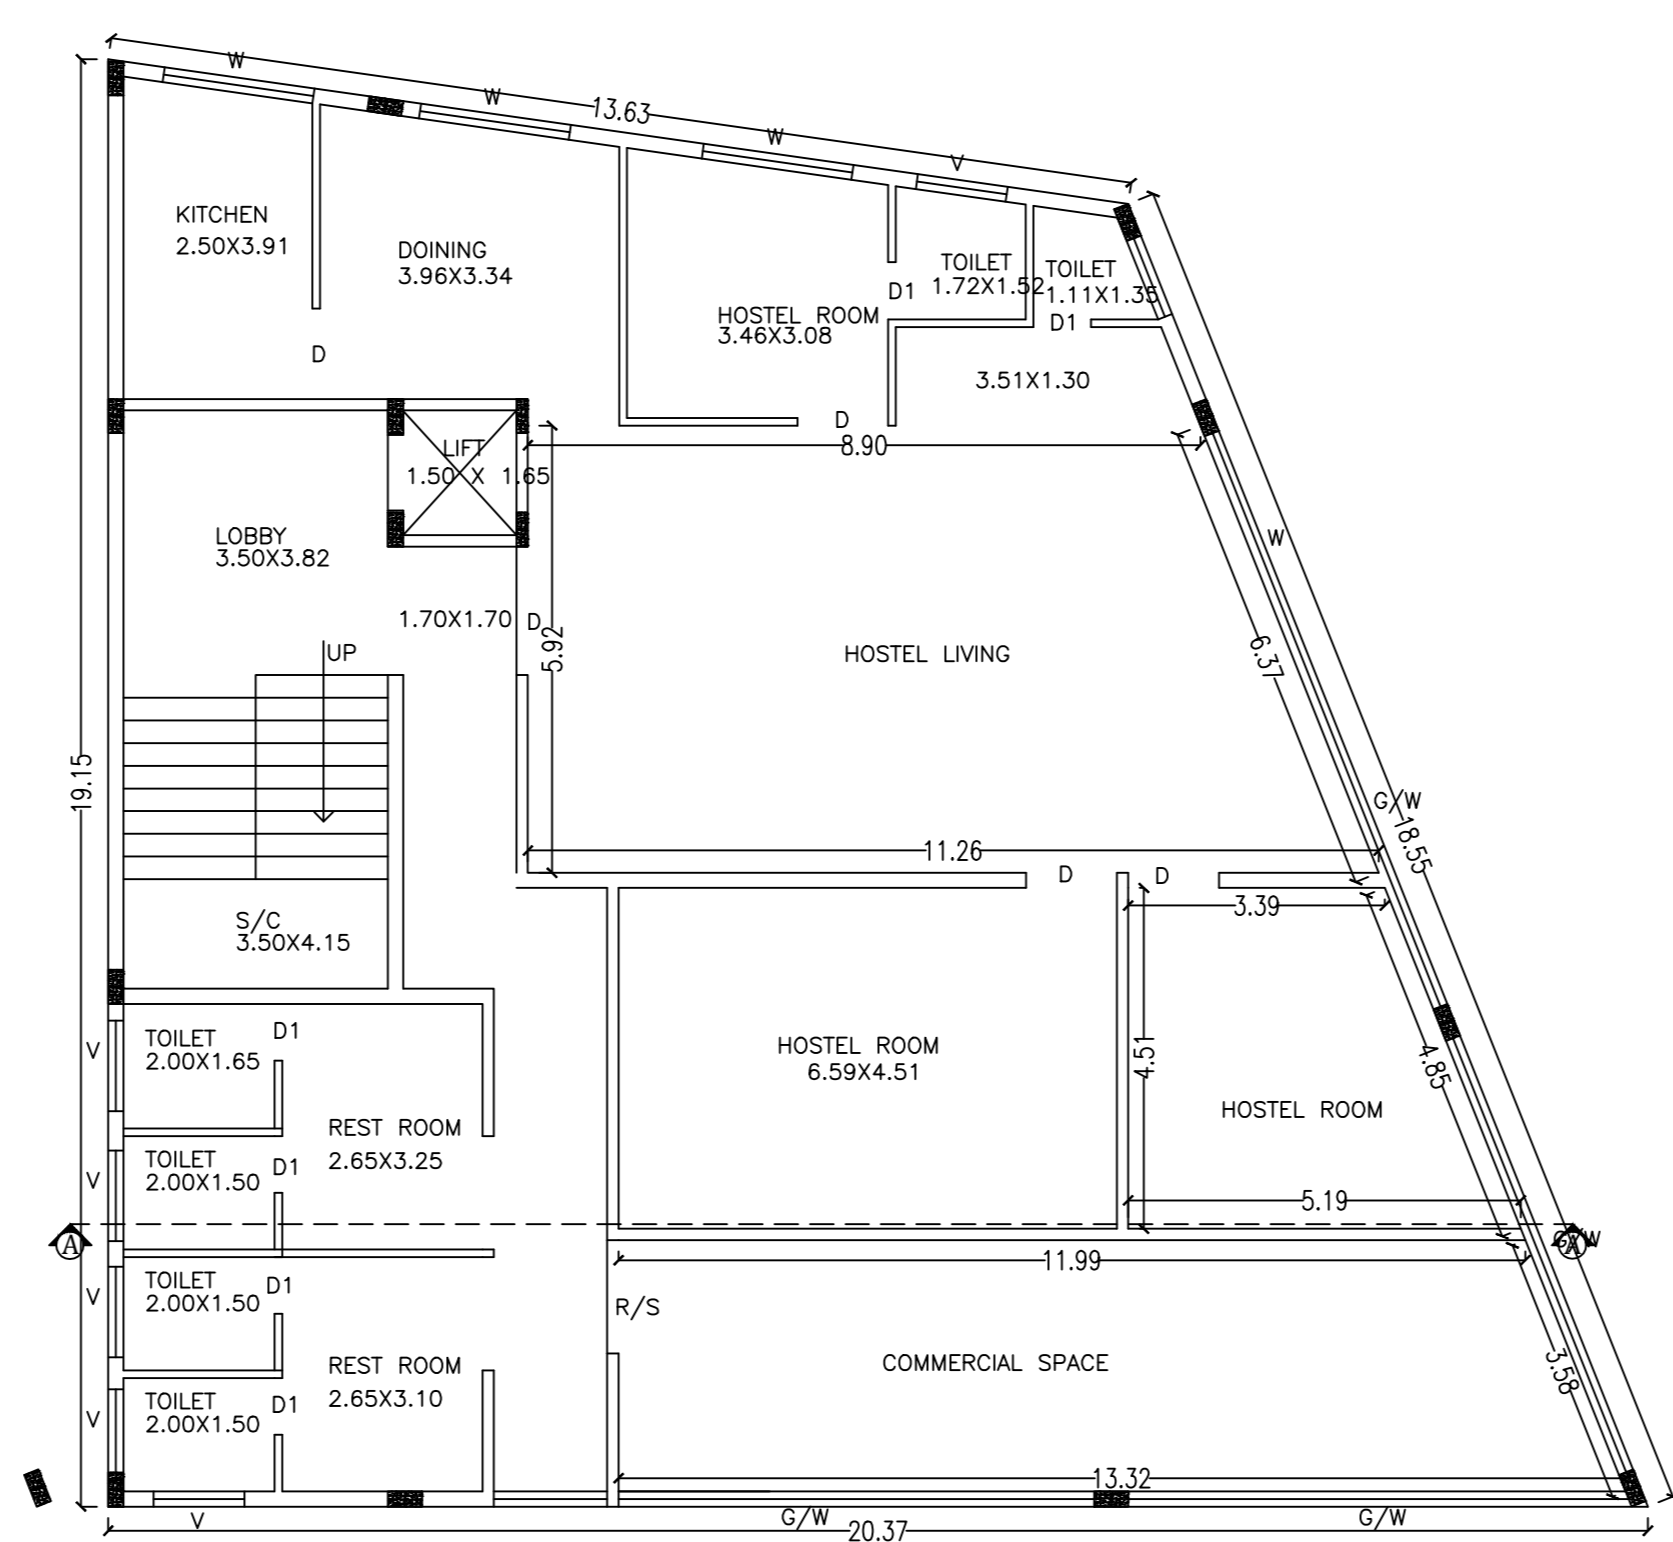 W
W
13.63
W
V
KITCHEN
2.50X3.91
DOINING
3.96X3.34
TOILET
1.72X1.52
TOILET
1.11X1.35
D1
HOSTEL ROOM
3.46X3.08
D1
D
3.51X1.30
D
8.90
LIFT
1.50 X 1.65
LOBBY
3.50X3.82
W
1.70X1.70
D
5.92
UP
HOSTEL LIVING
6.37
19.15
G/W
18.55
11.26
D
D
3.39
S/C
3.50X4.15
V
TOILET
2.00X1.65
D1
HOSTEL ROOM
6.59X4.51
4.51
4.85
HOSTEL ROOM
REST ROOM
2.65X3.25
V
TOILET
2.00X1.50
D1
5.19
A
A
G/W
11.99
V
TOILET
2.00X1.50
D1
R/S
COMMERCIAL SPACE
3.58
REST ROOM
2.65X3.10
V
TOILET
2.00X1.50
D1
13.32
V
G/W
G/W
20.37